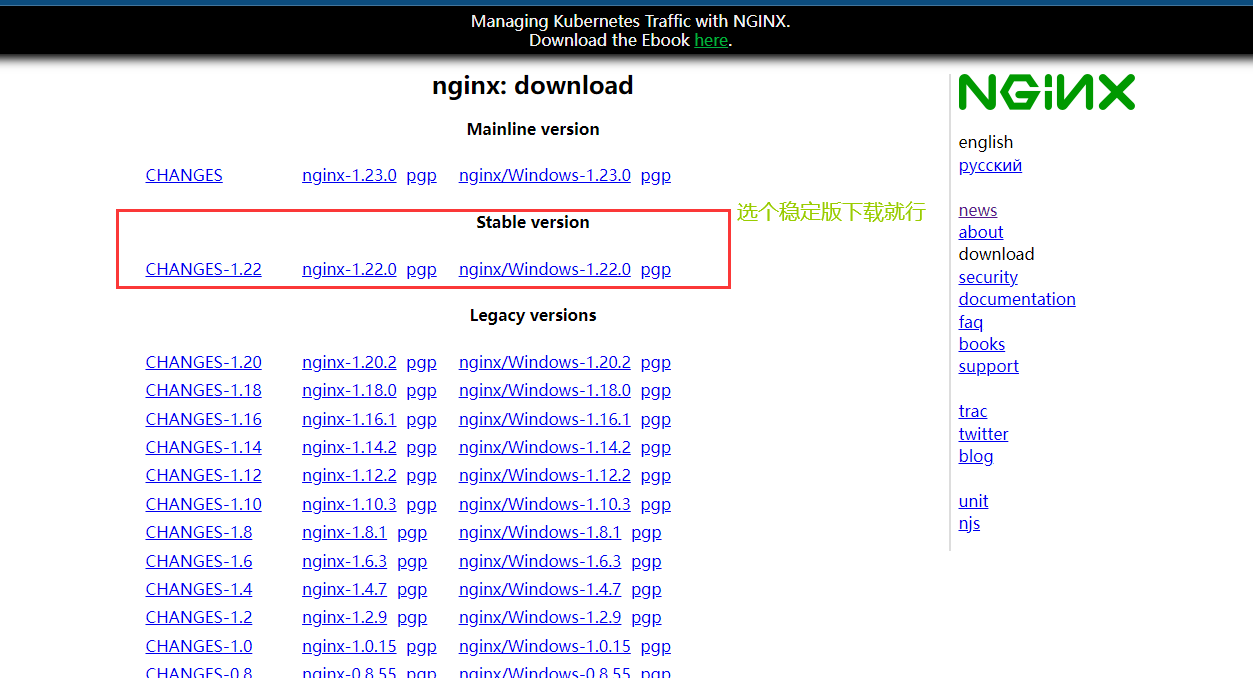 Managing Kubernetes Traffic with NGINX.
Download the Ebook here.
nginx: download
Mainline version
CHANGES nginx-1.23.0 pgp nginx/Windows-1.23.0 pgp
Stable version
选个稳定版下载就行
CHANGES-1.22 nginx-1.22.0 pgp nginx/Windows-1.22.0 pgp
Legacy versions
CHANGES-1.20 nginx-1.20.2 pgp nginx/Windows-1.20.2 pgp
CHANGES-1.18 nginx-1.18.0 pgp nginx/Windows-1.18.0 pgp
CHANGES-1.16 nginx-1.16.1 pgp nginx/Windows-1.16.1 pgp
CHANGES-1.14 nginx-1.14.2 pgp nginx/Windows-1.14.2 pgp
CHANGES-1.12 nginx-1.12.2 pgp nginx/Windows-1.12.2 pgp
CHANGES-1.10 nginx-1.10.3 pgp nginx/Windows-1.10.3 pgp
CHANGES-1.8 nginx-1.8.1 pgp nginx/Windows-1.8.1 pgp
CHANGES-1.6 nginx-1.6.3 pgp nginx/Windows-1.6.3 pgp
CHANGES-1.4 nginx-1.4.7 pgp nginx/Windows-1.4.7 pgp
CHANGES-1.2 nginx-1.2.9 pgp nginx/Windows-1.2.9 pgp
CHANGES-1.0 nginx-1.0.15 pgp nginx/Windows-1.0.15 pgp
CHANGES-0.8 nginx-0.8.55 pgp nginx/Windows-0.8.55 pgp
NGINX
english
русский
news
about
download
security
documentation
faq
books
support
trac
twitter
blog
unit
njs